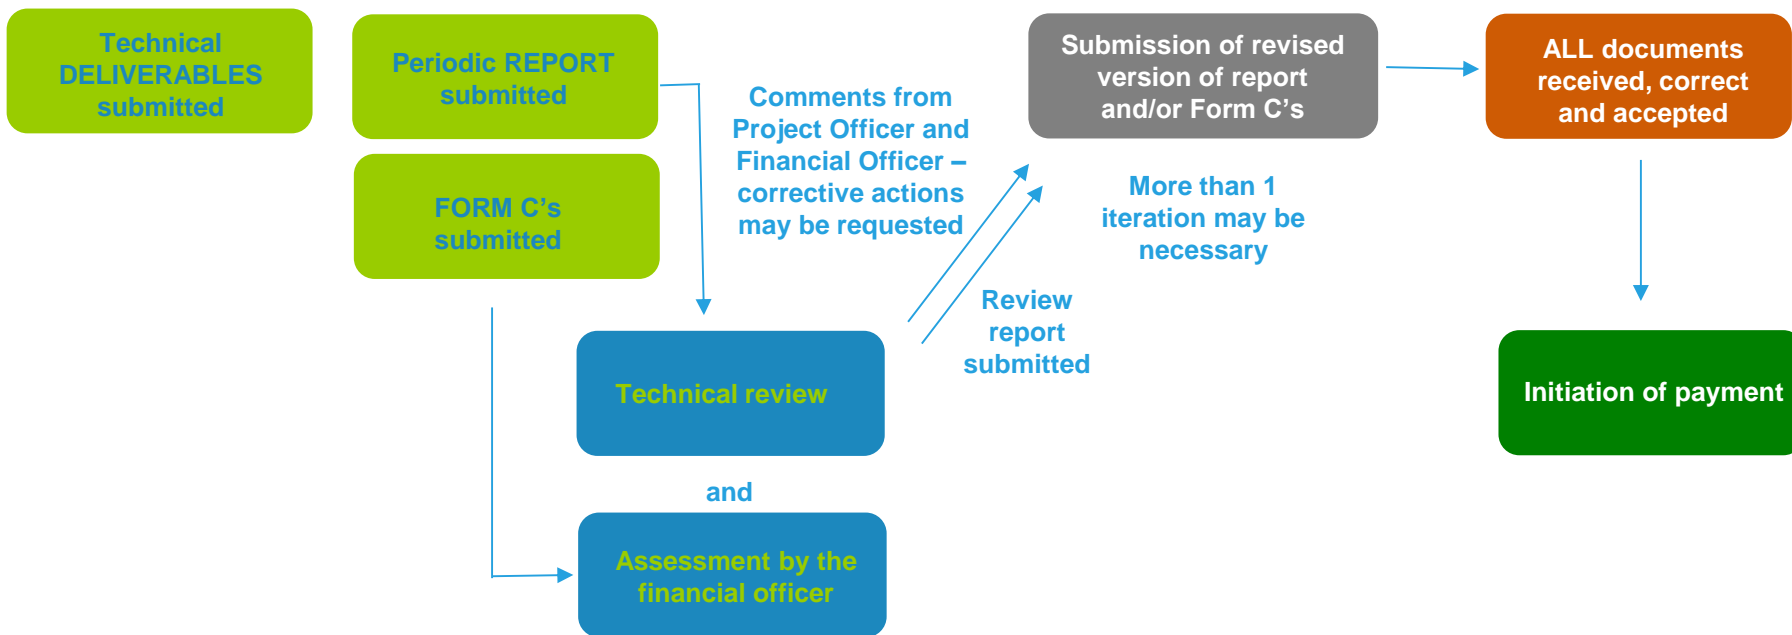 Technical
DELIVERABLES
submitted
Periodic REPORT
submitted
FORM C’s
submitted
Comments from
Project Officer and
Financial Officer –
corrective actions
may be requested
Submission of revised
version of report
and/or Form C’s
ALL documents
received, correct
and accepted
More than 1
iteration may be
necessary
Review
report
submitted
Technical review
and
Assessment by the
financial officer
Initiation of payment